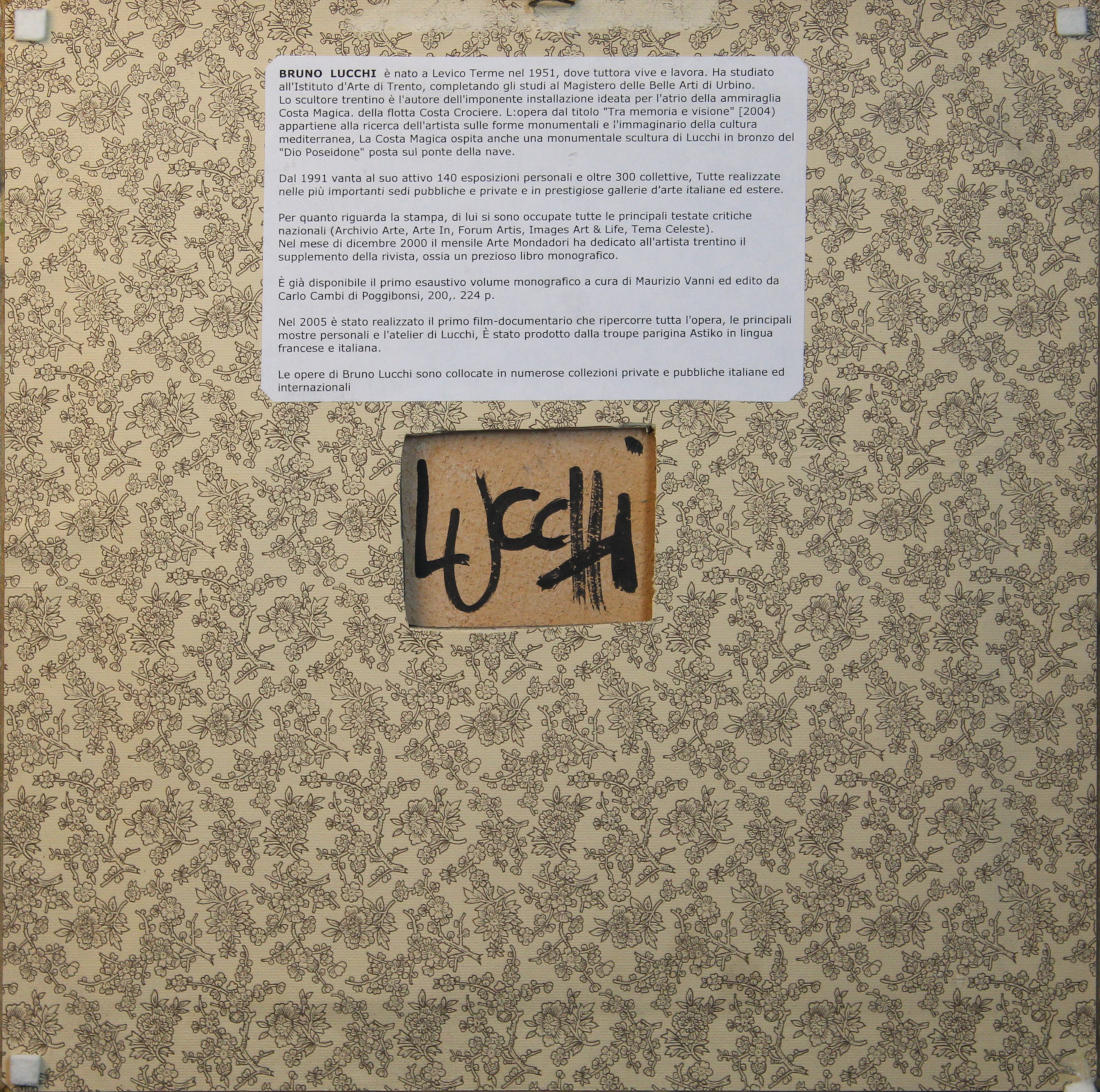 BRUNO LUCCHI è nato a Levico Terme nel 1951, dove tuttora vive e lavora. Ha studiato
all'Istituto d'Arte di Trento, completando gli studi al Magistero delle Belle Arti di Urbino.
Lo scultore trentino è l'autore dell'imponente installazione ideata per l'atrio della ammiraglia
Costa Magica. della flotta Costa Crociere. L:opera dal titolo "Tra memoria e visione" [2004)
appartiene alla ricerca dell'artista sulle forme monumentali e l'immaginario della cultura
mediterranea, La Costa Magica ospita anche una monumentale scultura di Lucchi in bronzo del
"Dio Poseidone" posta sul ponte della nave.
Dal 1991 vanta al suo attivo 140 esposizioni personali e oltre 300 collettive, Tutte realizzate
nelle più importanti sedi pubbliche e private e in prestigiose gallerie d'arte italiane ed estere.
Per quanto riguarda la stampa, di lui si sono occupate tutte le principali testate critiche
nazionali (Archivio Arte, Arte In, Forum Artis, Images Art & Life, Tema Celeste).
Nel mese di dicembre 2000 il mensile Arte Mondadori ha dedicato all'artista trentino il
supplemento della rivista, ossia un prezioso libro monografico.
È già disponibile il primo esaustivo volume monografico a cura di Maurizio Vanni ed edito da
Carlo Cambi di Poggibonsi, 200,. 224 p.
Nel 2005 è stato realizzato il primo film-documentario che ripercorre tutta l'opera, le principali
mostre personali e l'atelier di Lucchi, È stato prodotto dalla troupe parigina Astiko in lingua
francese e italiana.
Le opere di Bruno Lucchi sono collocate in numerose collezioni private e pubbliche italiane ed
internazionali
Lucchi